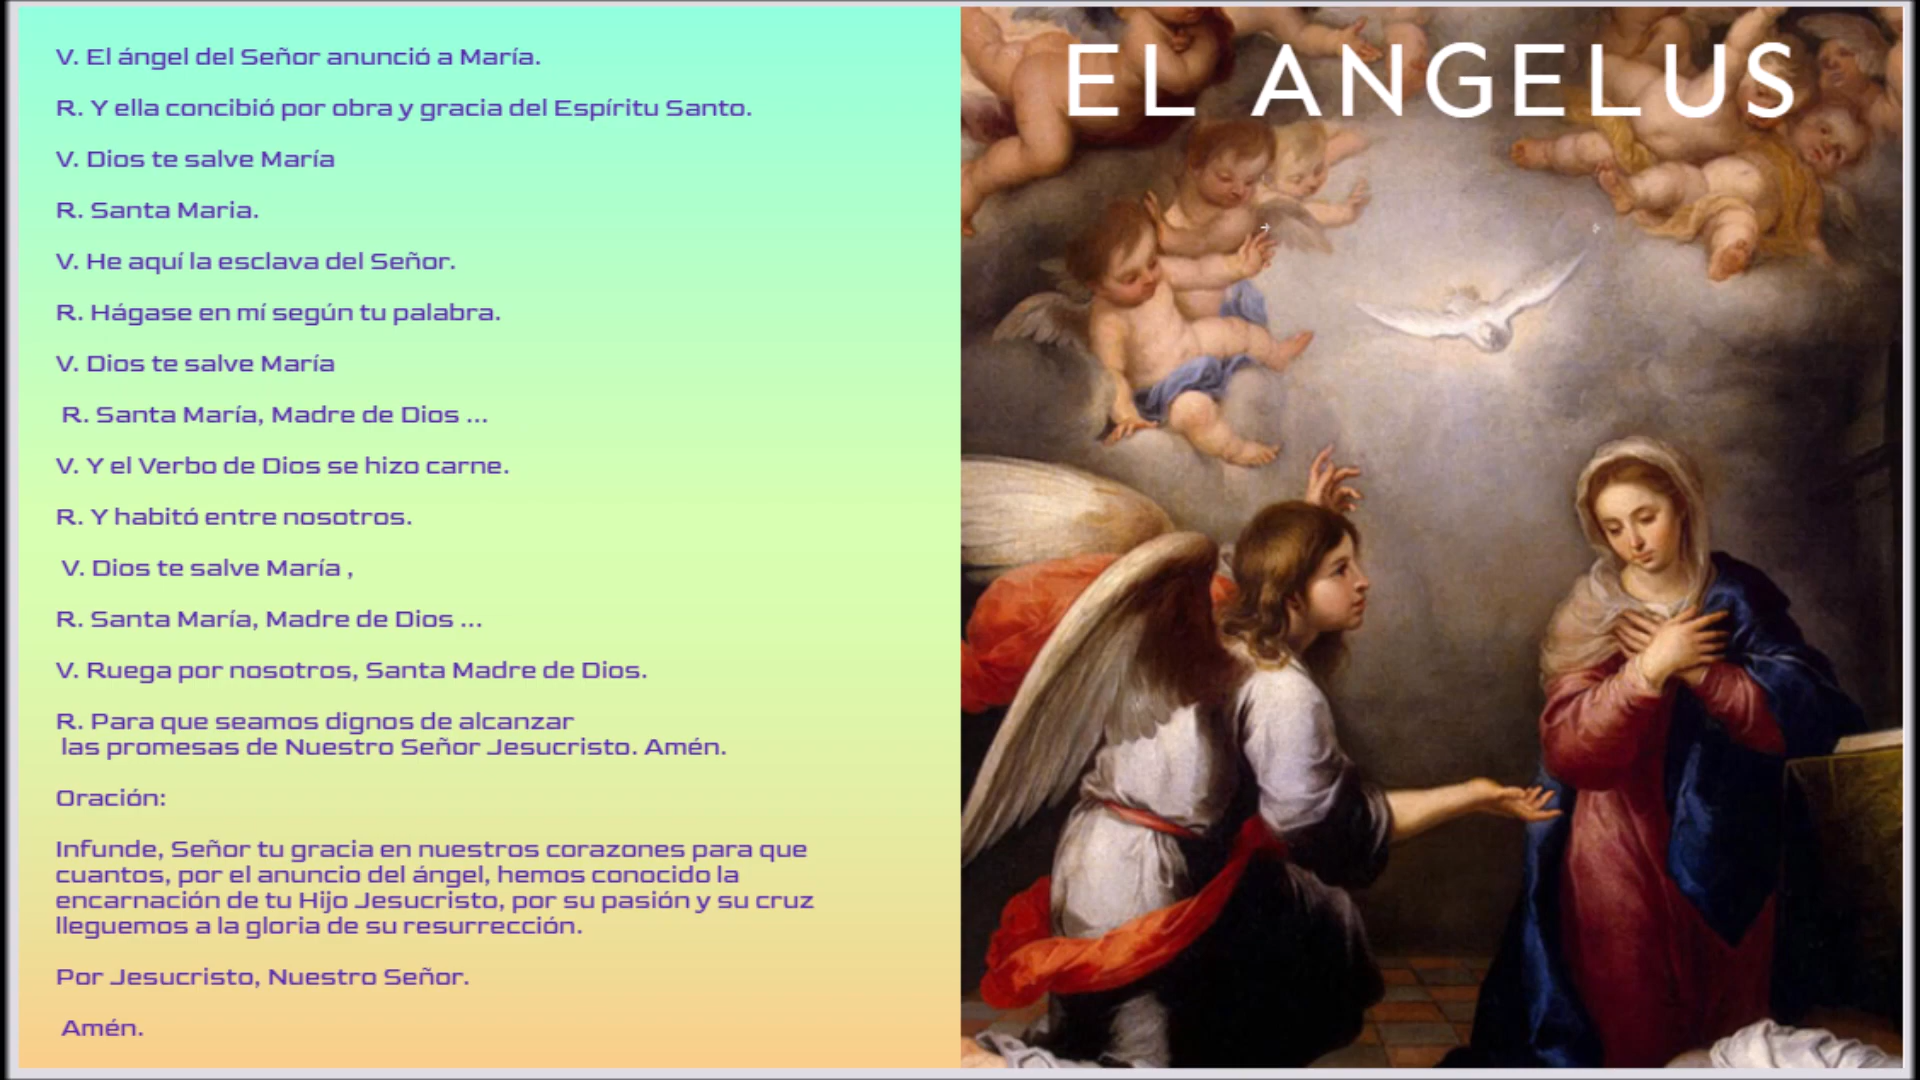 V. El ángel del Señor anunció a María.
R. Y ella concibió por obra y gracia del Espíritu Santo.
V. Dios te salve María
R. Santa Maria.
V. He aquí la esclava del Señor.
R. Hágase en mí según tu palabra.
V. Dios te salve María
R. Santa María, Madre de Dios ...
V. Y el Verbo de Dios se hizo carne.
R. Y habitó entre nosotros.
V. Dios te salve María ,
R. Santa María, Madre de Dios ...
V. Ruega por nosotros, Santa Madre de Dios.
R. Para que seamos dignos de alcanzar
las promesas de Nuestro Señor Jesucristo. Amén.
Oración:
Infunde, Señor tu gracia en nuestros corazones para que
cuantos, por el anuncio del ángel, hemos conocido la
encarnación de tu Hijo Jesucristo, por su pasión y su cruz
lleguemos a la gloria de su resurrección.
Por Jesucristo, Nuestro Señor.
Amén.
EL ANGELUS